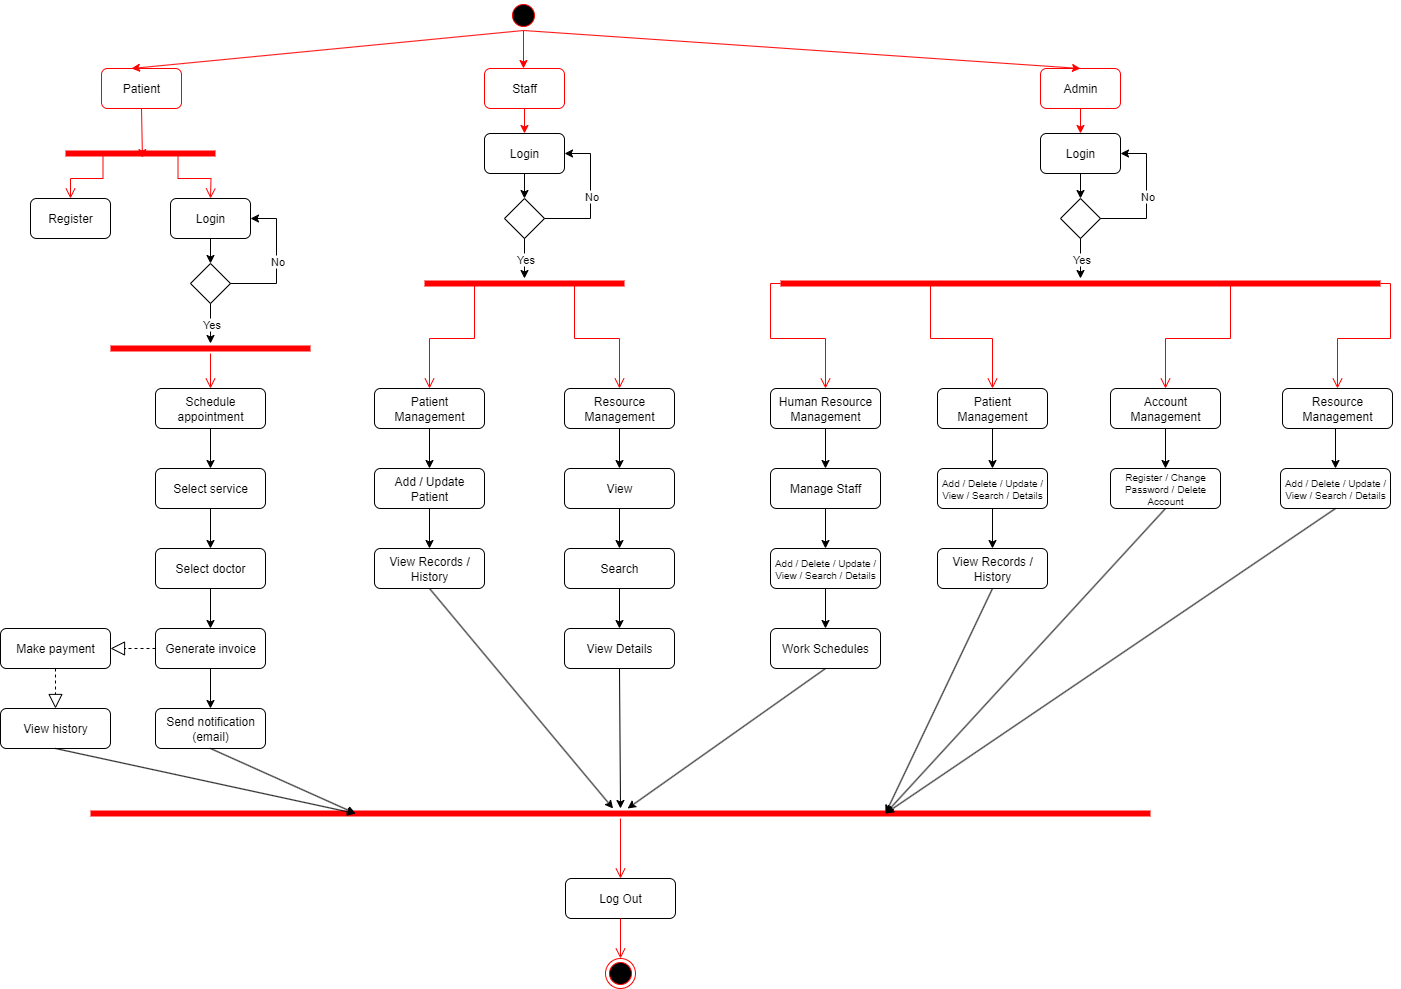 Patient
Staff
Admin
Login
Login
No
No
Register
Login
No
Yes
Yes
Yes
Schedule
appointment
Patient
Management
Resource
Management
Human Resource
Management
Patient
Management
Account
Management
Resource
Management
Select service
Add / Update
Patient
View
Manage Staff
Add / Delete / Update /
View / Search / Details
Register / Change
Password / Delete
Account
Add / Delete / Update /
View / Search / Details
Select doctor
View Records /
History
Search
Add / Delete / Update /
View / Search / Details
View Records /
History
Make payment
Generate invoice
View Details
Work Schedules
View history
Send notification
(email)
Log Out